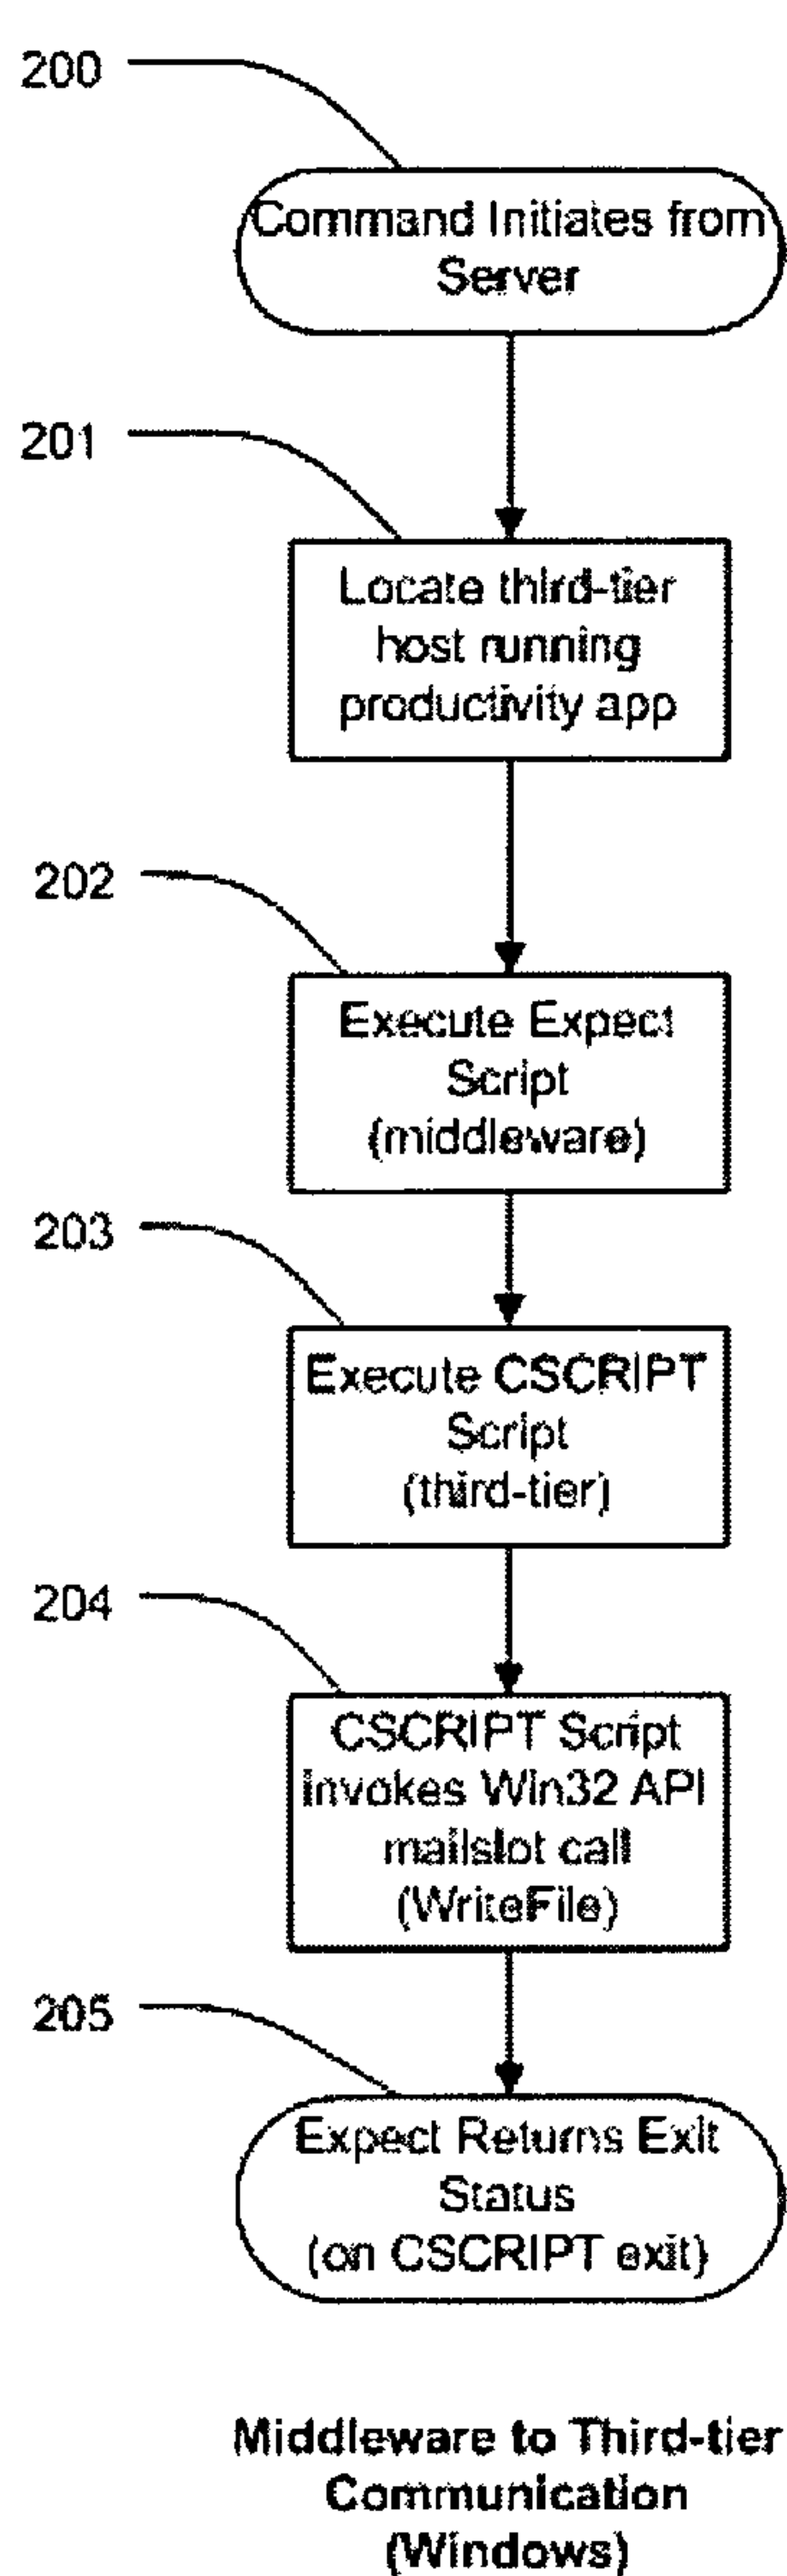 200
Command Initiates from
Server
201
Locate third-tier
host running
productivity app
202
Execute Expect
Script
(middleware)
203
Execute CSCRIPT
Script
(third-tier)
204
CSCRIPT Script
invokes Win32 API
mailslot call
(WriteFile)
205
Expect Returns Exit
Status
(on CSCRIPT exit)
Middleware to Third-tier
Communication
(Windows)